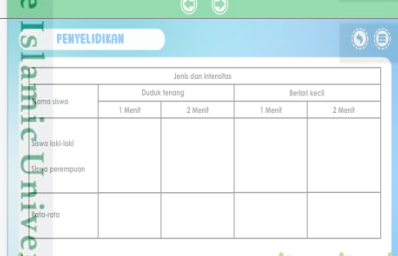 e Islamic Unive
PENYELIDIKAN
Jenis dan intensitas
Nama siswa
Duduk tenang
Berlari kecil
1 Menit
2 Menit
1 Menit
2 Menit
Siswa laki-laki
Siswa perempuan
Rata-rata